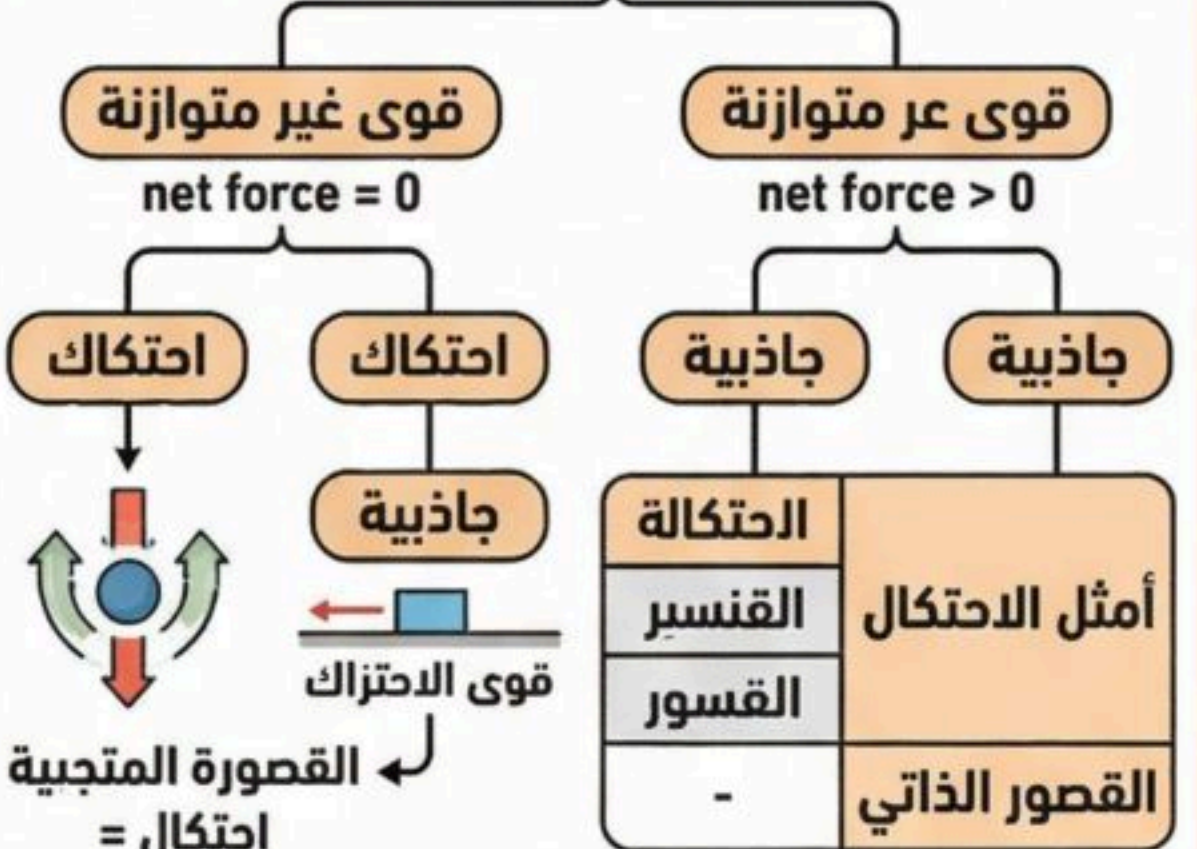 قوى غير متوازنة
net force = 0
احتكاك
احتكاك
جاذبية
قوى الاحتزاك
القصورة المتجبية
احتكال =
قوى عر متوازنة
net force > 0
جاذبية
جاذبية
الحتكالة
القنسبر
القسور
أمثل الاحتكال
-
القصور الذاتي